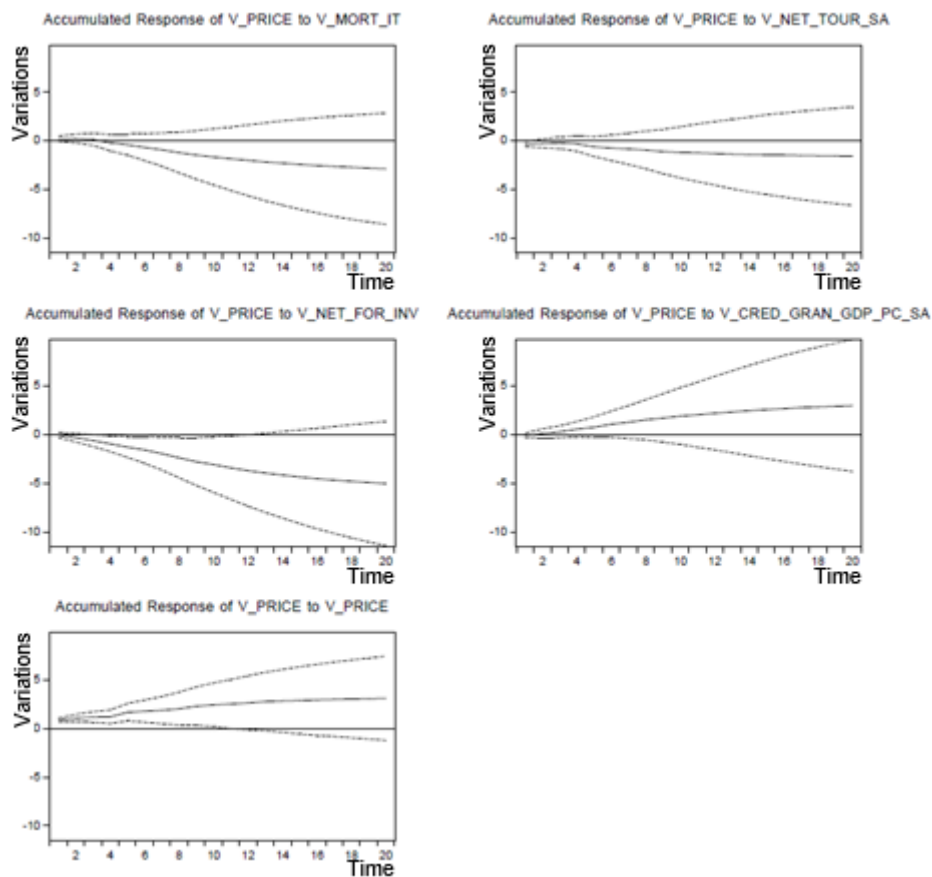 Accumulated Response of V_PRICE to V_MORT_IT
Variations
5
0
-5
-10
2 4 6 8 10 12 14 16 18 20
Time
Accumulated Response of V_PRICE to V_NET_TOUR_SA
Variations
5
0
-5
-10
2 4 6 8 10 12 14 16 18 20
Time
Accumulated Response of V_PRICE to V_NET_FOR_INV
Variations
5
0
-5
-10
2 4 6 8 10 12 14 16 18 20
Time
Accumulated Response of V_PRICE to V_CRED_GRAN_GDP_PC_SA
Variations
5
0
-5
-10
2 4 6 8 10 12 14 16 18 20
Time
Accumulated Response of V_PRICE to V_PRICE
Variations
5
0
-5
-10
2 4 6 8 10 12 14 16 18 20
Time